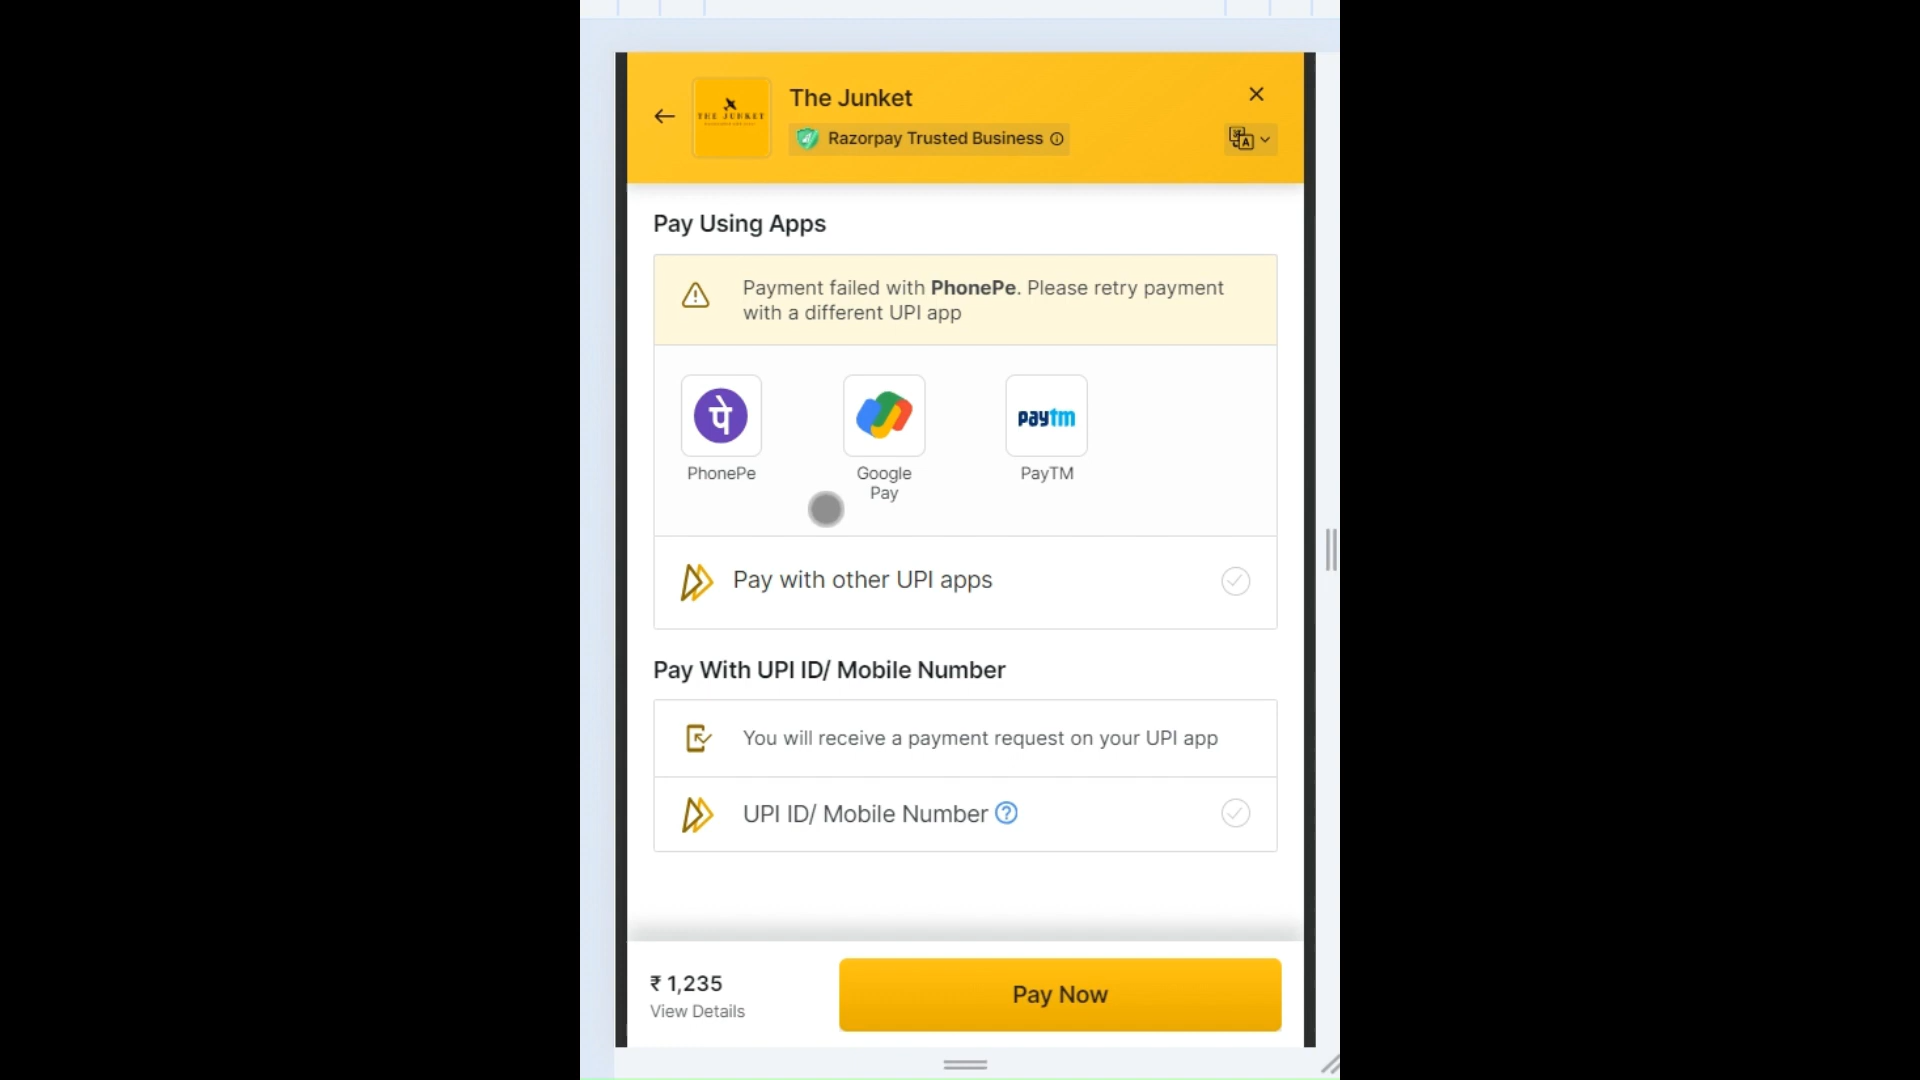 The Junket
THE JUNKET
Razorpay Trusted Business
Pay Using Apps
Payment failed with PhonePe. Please retry payment
with a different UPI app
पे
paytm
PhonePe
Google
Pay
PayTM
Pay with other UPI apps
Pay With UPI ID/ Mobile Number
You will receive a payment request on your UPI app
UPI ID/ Mobile Number
₹ 1,235
View Details
Pay Now